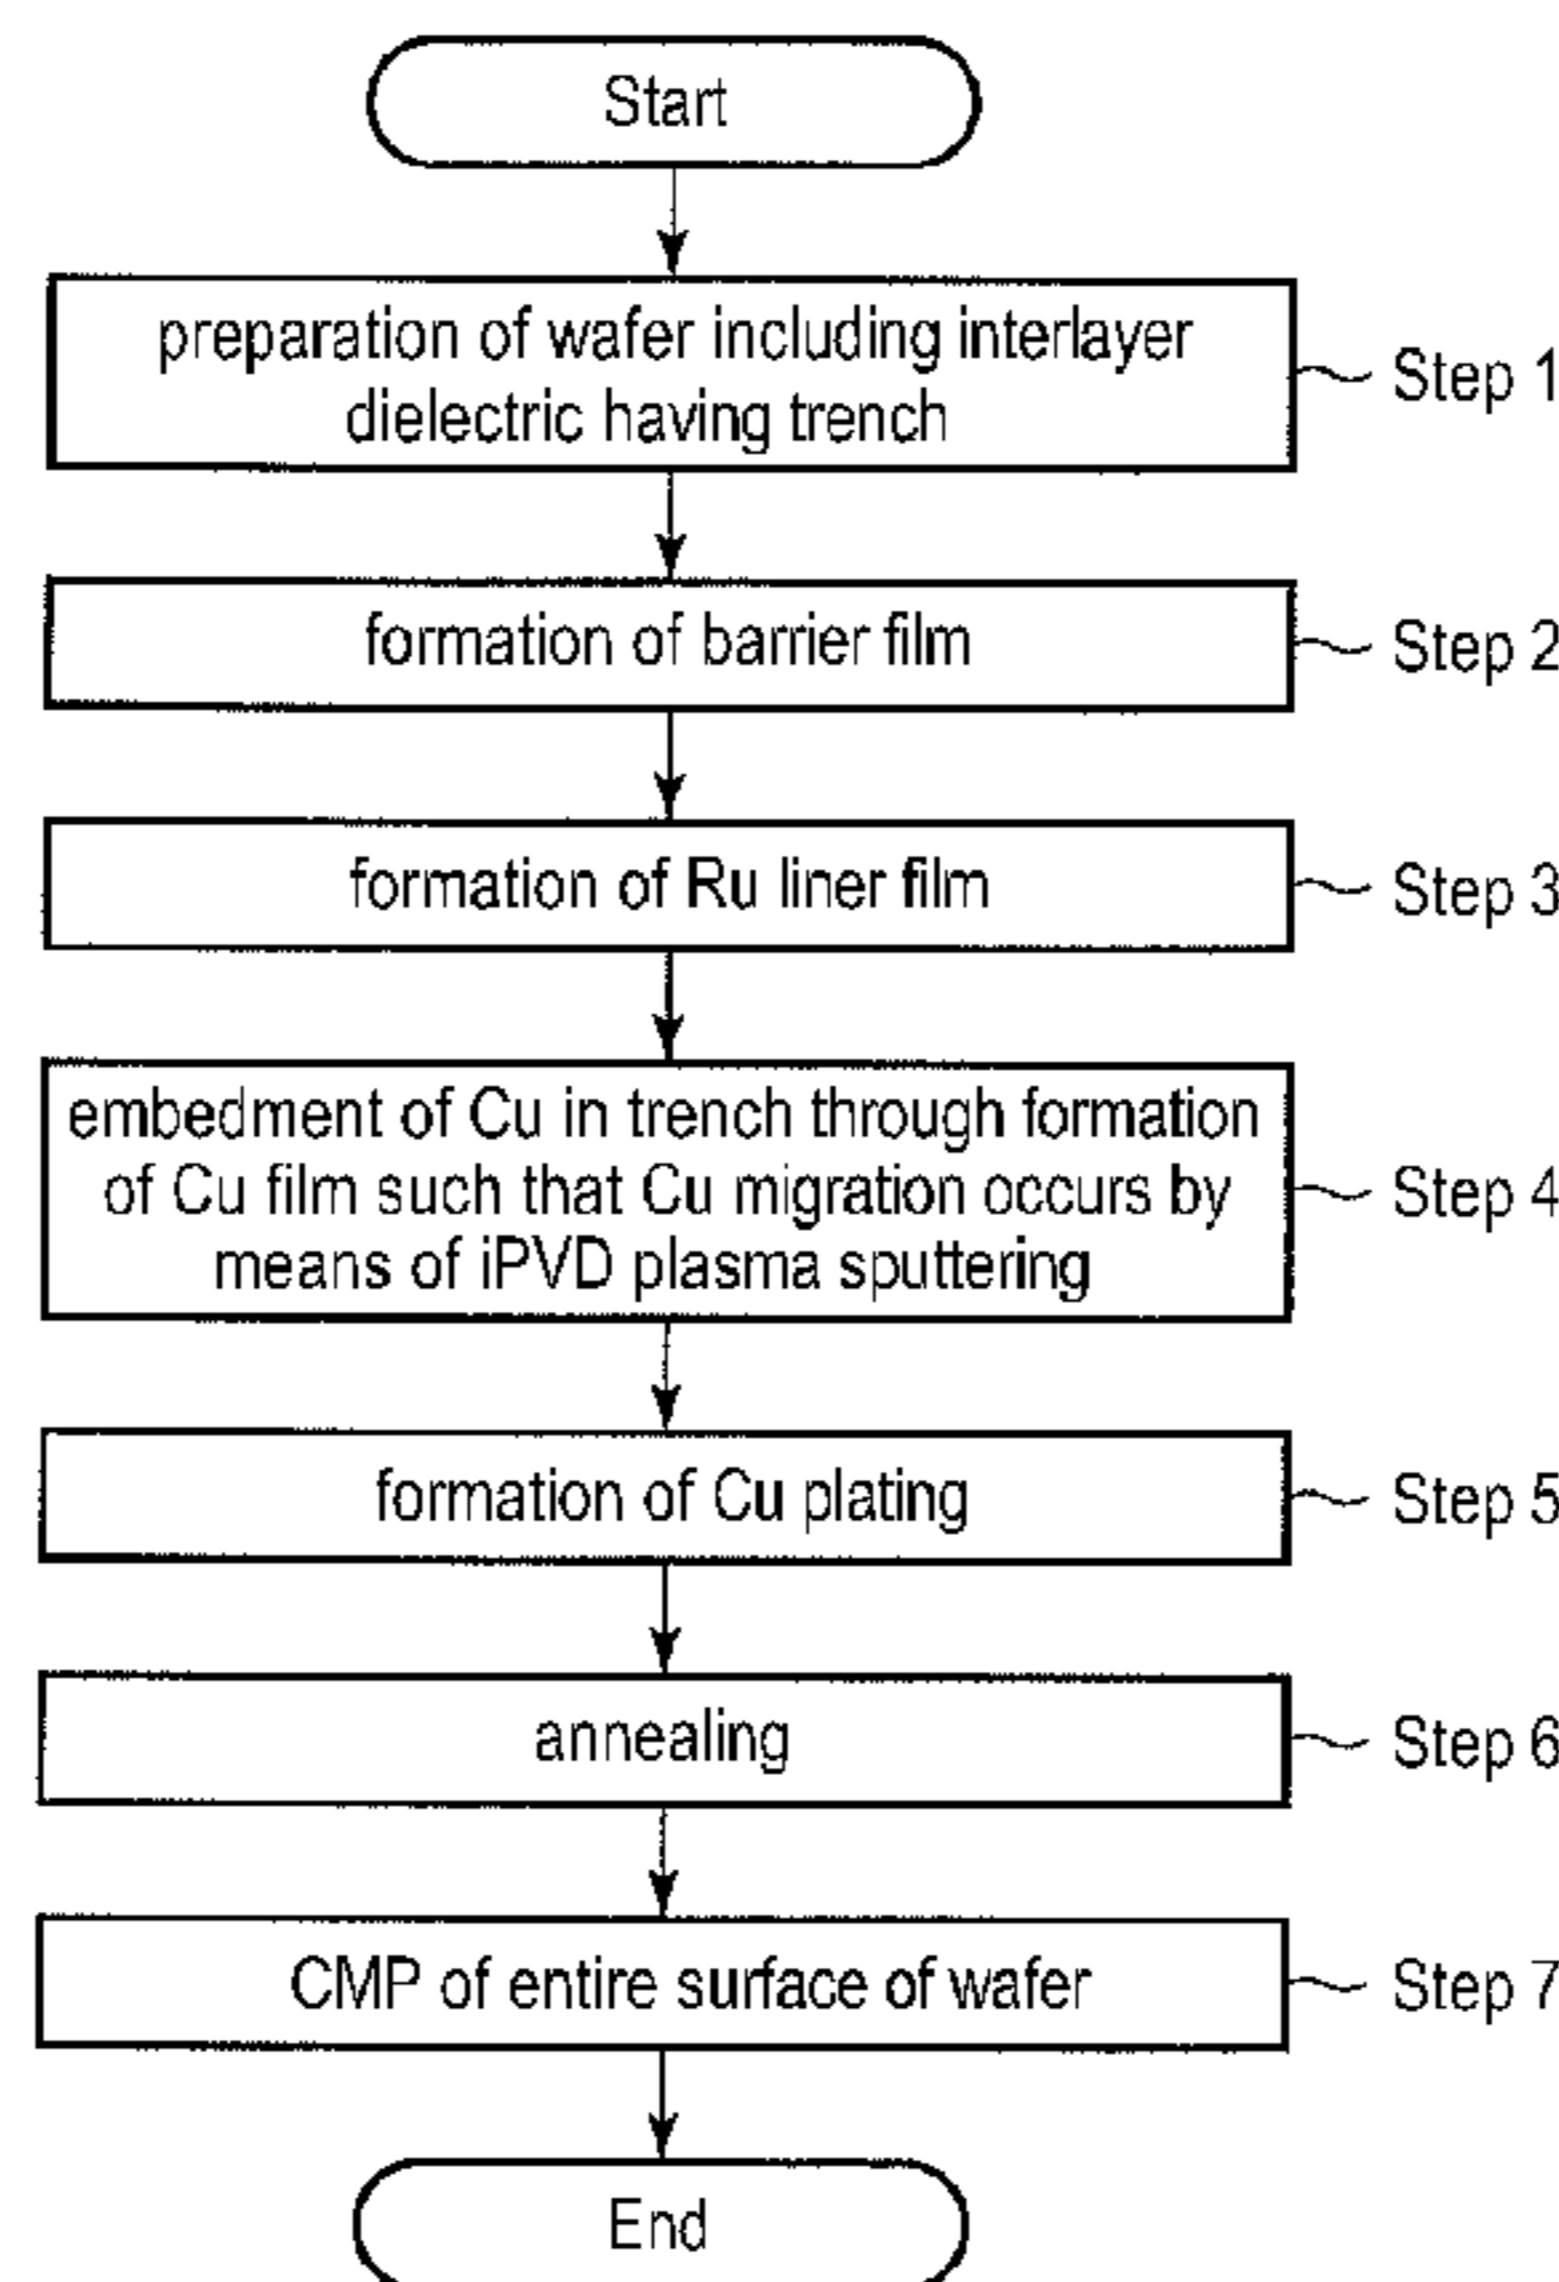 Start
preparation of wafer including interlayer
dielectric having trench
Step 1
formation of barrier film
Step 2
formation of Ru liner film
Step 3
embedment of Cu in trench through formation
of Cu film such that Cu migration occurs by
means of iPVD plasma sputtering
Step 4
formation of Cu plating
Step 5
annealing
Step 6
CMP of entire surface of wafer
Step 7
End